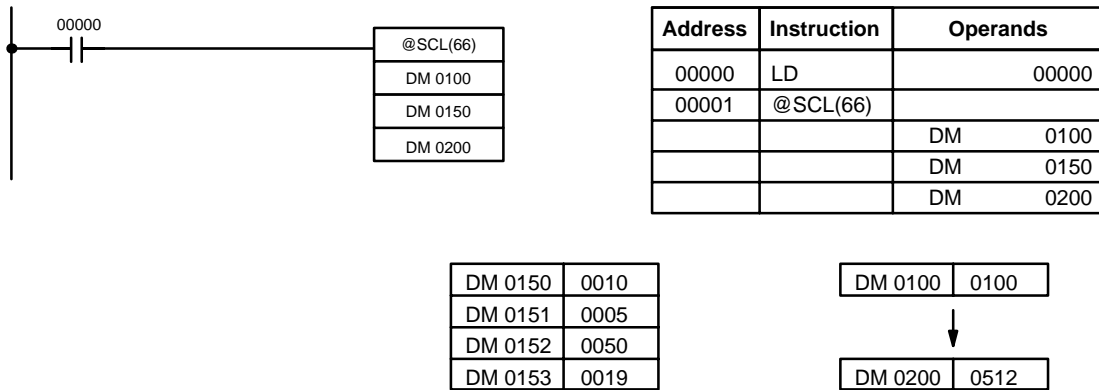 00000
@SCL(66)
DM 0100
DM 0150
DM 0200
Address Instruction Operands
00000 LD 00000
00001 @SCL(66)
DM 0100
DM 0150
DM 0200
DM 0150 0010
DM 0151 0005
DM 0152 0050
DM 0153 0019
DM 0100 0100
DM 0200 0512